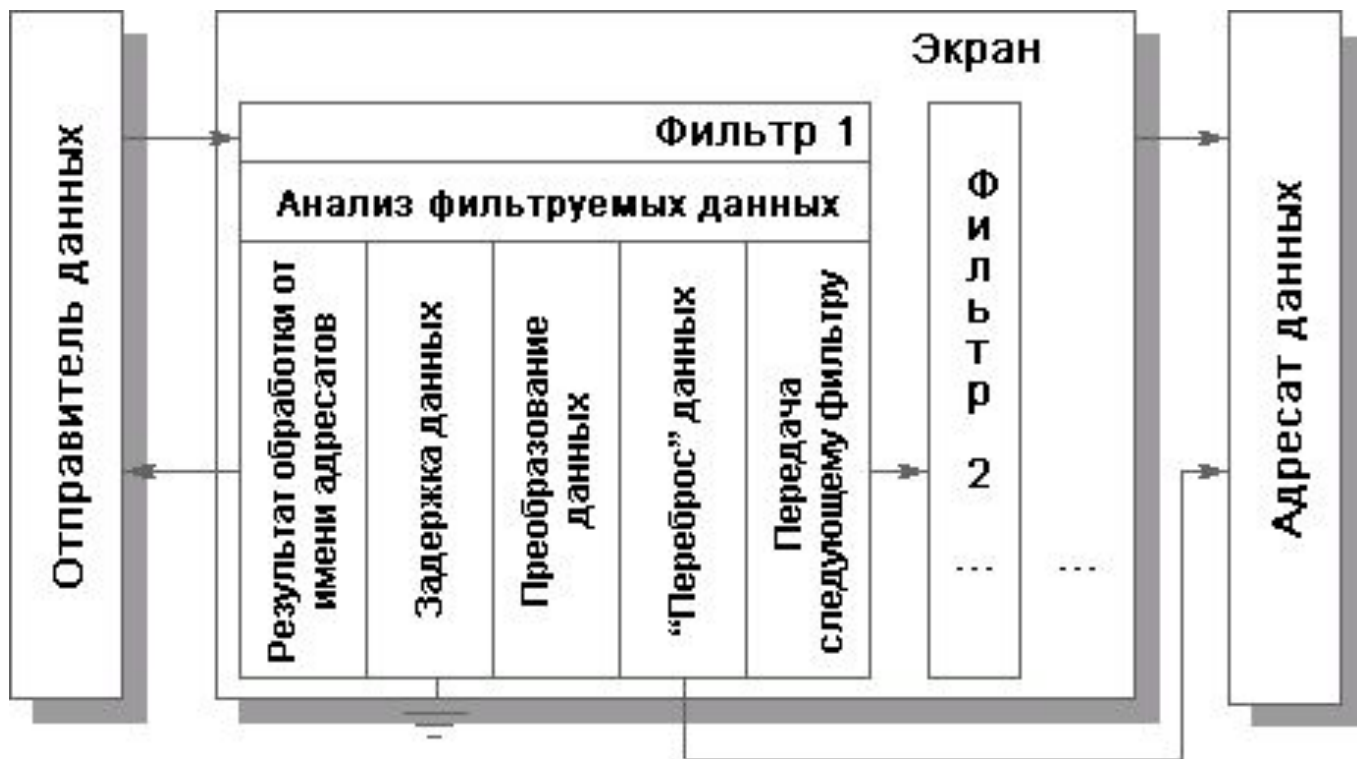 Отправитель данных
Экран
Фильтр 1
Анализ фильтруемых данных
Результат обработки от
имени адресатов
Задержка данных
Преобразование
данных
“Переброс” данных
Передача
следующему фильтру
Фильтр 2
...
...
Адресат данных